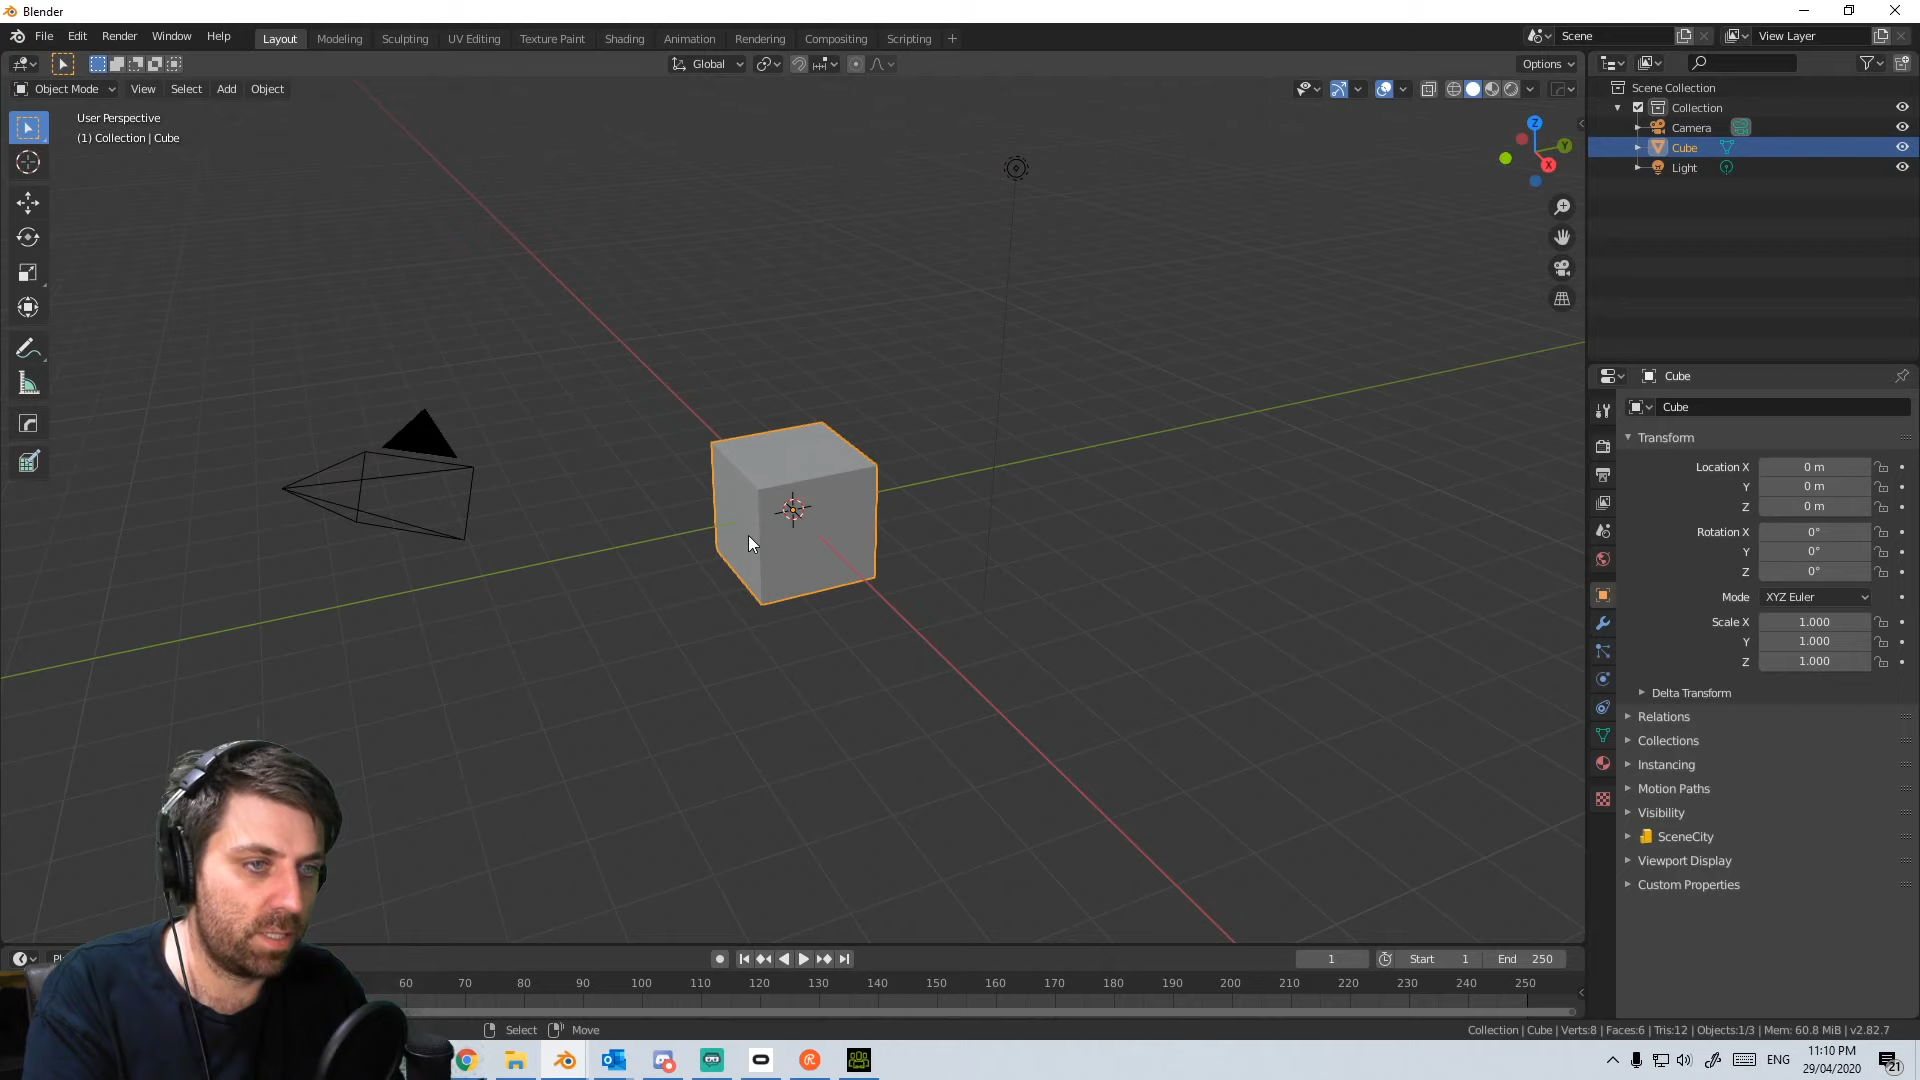 Blender
File Edit Render Window Help Layout Modeling Sculpting UV Editing Texture Paint Shading Animation Rendering Compositing Scripting + Scene View Layer
Global Options
Object Mode View Select Add Object
User Perspective
(1) Collection | Cube
Z
Y
X
Scene Collection
Collection
Camera
Cube
Light
Cube
Cube
Transform
Location X 0 m
Y 0 m
Z 0 m
Rotation X 0°
Y 0°
Z 0°
Mode XYZ Euler
Scale X 1.000
Y 1.000
Z 1.000
Delta Transform
Relations
Collections
Instancing
Motion Paths
Visibility
SceneCity
Viewport Display
Custom Properties
1 Start 1 End 250
60 70 80 90 100 110 120 130 140 150 160 170 180 190 200 210 220 230 240 250
Select Move
Collection | Cube | Verts:8 | Faces:6 | Tris:12 | Objects:1/3 | Mem: 60.8 MiB | v2.82.7
ENG
11:10 PM
29/04/2020
21